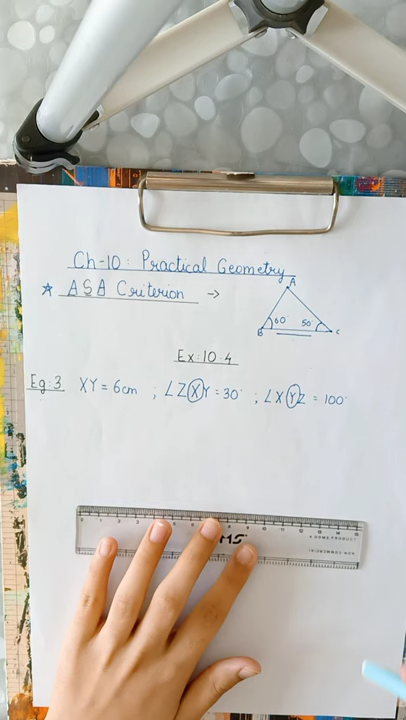 Ch-10: Practical Geometry
☆ ASA Criterion →
A
60° 50°
B C
Ex: 10.4
Eg:3 XY = 6cm ; ∠ZXY = 30° ; ∠XYZ = 100°